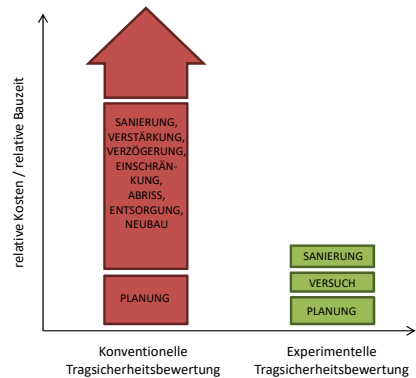 relative Kosten / relative Bauzeit
SANIERUNG,
VERSTÄRKUNG,
VERZÖGERUNG,
EINSCHRÄN-
KUNG,
ABRISS,
ENTSORGUNG,
NEUBAU
PLANUNG
SANIERUNG
VERSUCH
PLANUNG
Konventionelle
Tragsicherheitsbewertung
Experimentelle
Tragsicherheitsbewertung